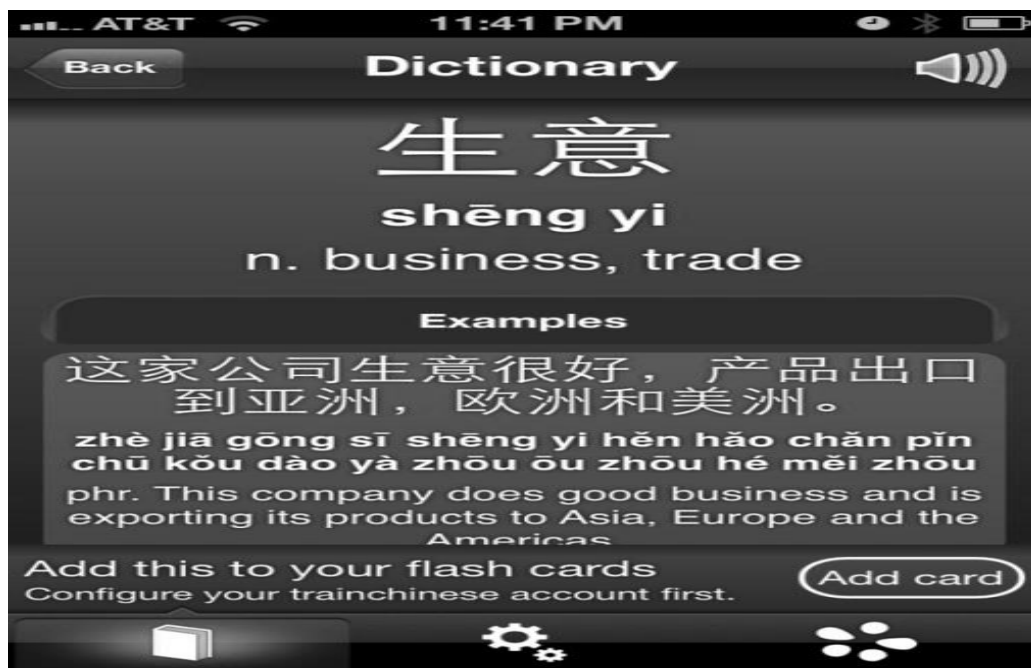 AT&T 11:41 PM
Back Dictionary
生意
shēng yi
n. business, trade
Examples
这家公司生意很好，产品出口
到亚洲，欧洲和美洲。
zhè jiā gōng sī shēng yi hěn hǎo chǎn pǐn
chū kǒu dào yà zhōu ōu zhōu hé měi zhōu
phr. This company does good business and is
exporting its products to Asia, Europe and the
Americas
Add this to your flash cards
Add card
Configure your trainchinese account first.